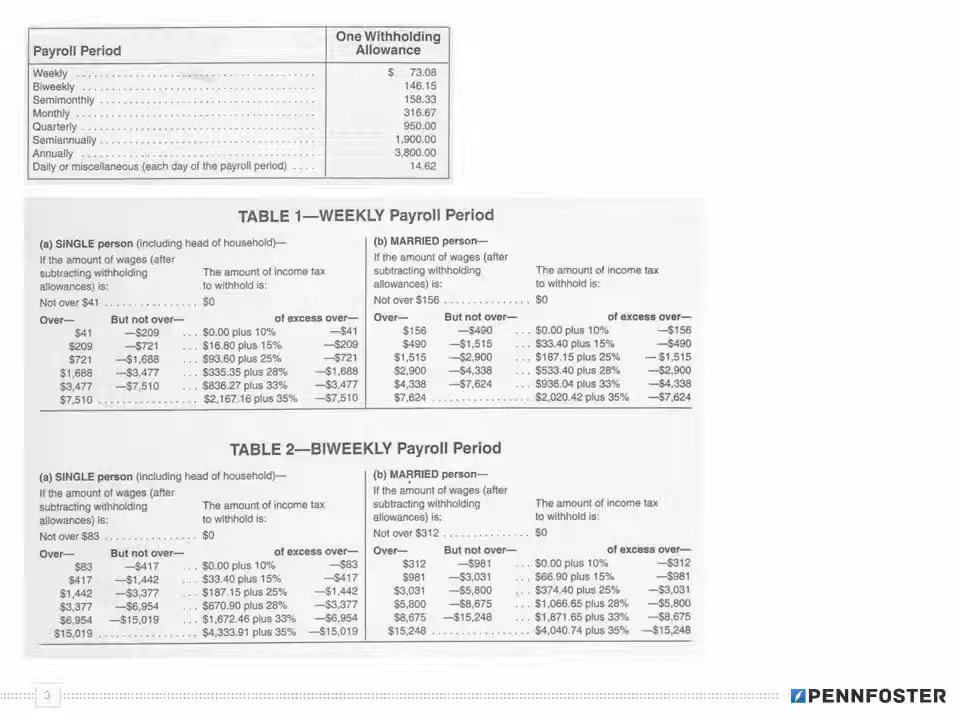 Payroll Period One Withholding Allowance
Weekly $ 73.08
Biweekly 146.15
Semimonthly 158.33
Monthly 316.67
Quarterly 950.00
Semiannually 1,900.00
Annually 3,800.00
Daily or miscellaneous (each day of the payroll period) 14.62
TABLE 1—WEEKLY Payroll Period
(a) SINGLE person (including head of household)—
If the amount of wages (after
subtracting withholding The amount of income tax
allowances) is: to withhold is:
Not over $41 $0
Over— But not over— of excess over—
$41 —$209 $0.00 plus 10% —$41
$209 —$721 $16.80 plus 15% —$209
$721 —$1,688 $93.60 plus 25% —$721
$1,688 —$3,477 $335.35 plus 28% —$1,688
$3,477 —$7,510 $836.27 plus 33% —$3,477
$7,510 $2,167.16 plus 35% —$7,510
(b) MARRIED person—
If the amount of wages (after
subtracting withholding The amount of income tax
allowances) is: to withhold is:
Not over $156 $0
Over— But not over— of excess over—
$156 —$490 $0.00 plus 10% —$156
$490 —$1,515 $33.40 plus 15% —$490
$1,515 —$2,900 $187.15 plus 25% —$1,515
$2,900 —$4,338 $533.40 plus 28% —$2,900
$4,338 —$7,624 $936.04 plus 33% —$4,338
$7,624 $2,020.42 plus 35% —$7,624
TABLE 2—BIWEEKLY Payroll Period
(a) SINGLE person (including head of household)—
If the amount of wages (after
subtracting withholding The amount of income tax
allowances) is: to withhold is:
Not over $83 $0
Over— But not over— of excess over—
$83 —$417 $0.00 plus 10% —$83
$417 —$1,442 $33.40 plus 15% —$417
$1,442 —$3,377 $187.15 plus 25% —$1,442
$3,377 —$6,954 $670.90 plus 28% —$3,377
$6,954 —$15,019 $1,672.46 plus 33% —$6,954
$15,019 $4,333.91 plus 35% —$15,019
(b) MARRIED person—
If the amount of wages (after
subtracting withholding The amount of income tax
allowances) is: to withhold is:
Not over $312 $0
Over— But not over— of excess over—
$312 —$981 $0.00 plus 10% —$312
$981 —$3,031 $66.90 plus 15% —$981
$3,031 —$5,800 $374.40 plus 25% —$3,031
$5,800 —$8,675 $1,066.65 plus 28% —$5,800
$8,675 —$15,248 $1,871.65 plus 33% —$8,675
$15,248 $4,040.74 plus 35% —$15,248
3
PENNFOSTER